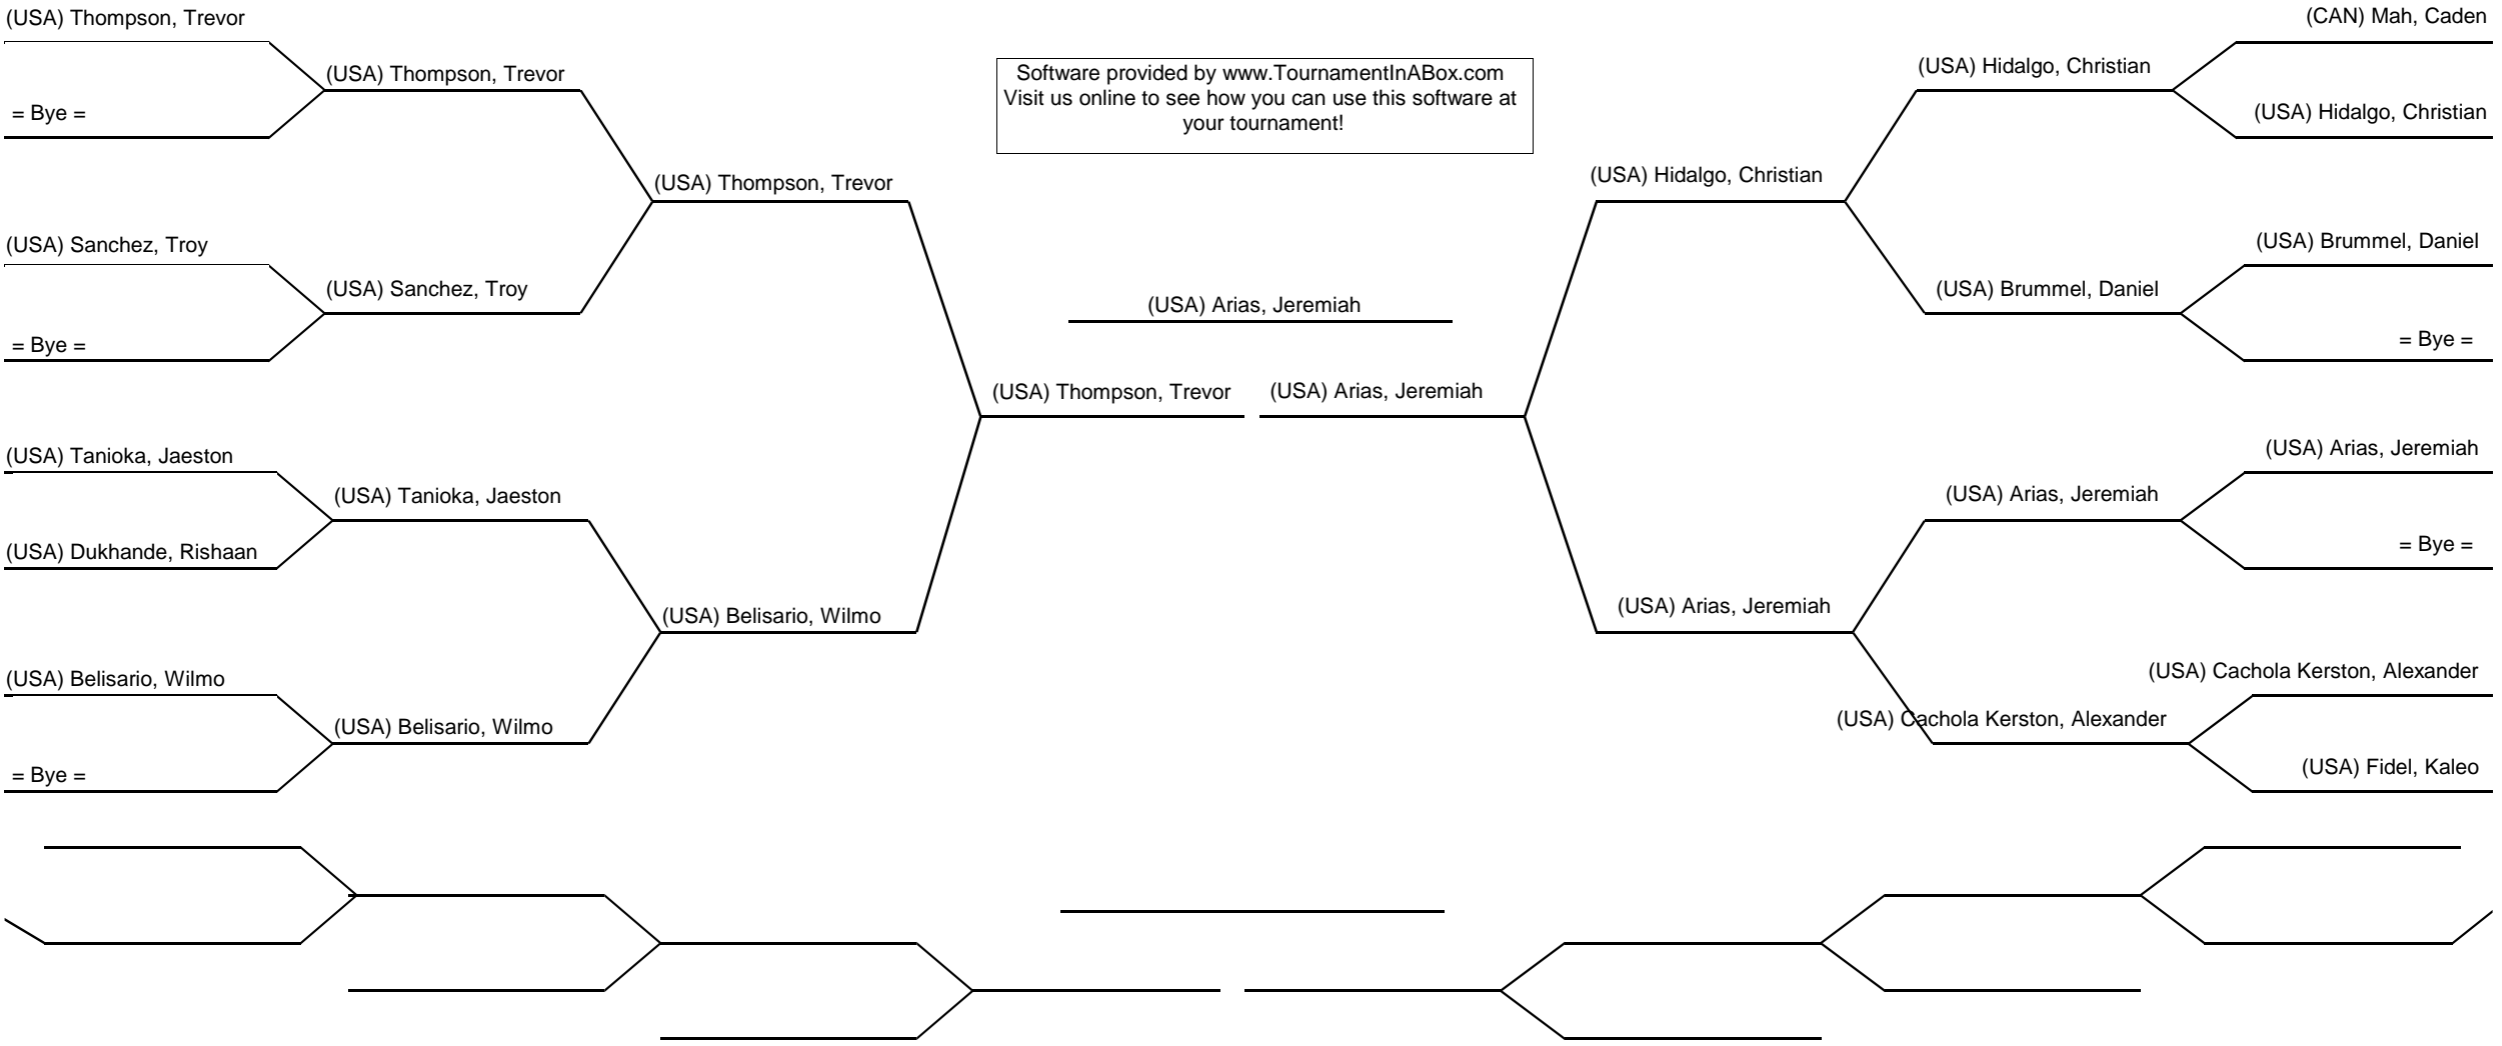 (USA) Thompson, Trevor
= Bye =
(USA) Sanchez, Troy
= Bye =
(USA) Tanioka, Jaeston
(USA) Dukhande, Rishaan
(USA) Belisario, Wilmo
= Bye =
(USA) Thompson, Trevor
(USA) Sanchez, Troy
(USA) Tanioka, Jaeston
(USA) Belisario, Wilmo
(USA) Thompson, Trevor
(USA) Belisario, Wilmo
Software provided by www.TournamentInABox.com
Visit us online to see how you can use this software at
your tournament!
(USA) Arias, Jeremiah
(USA) Thompson, Trevor
(USA) Arias, Jeremiah
(USA) Hidalgo, Christian
(USA) Arias, Jeremiah
(USA) Hidalgo, Christian
(USA) Brummel, Daniel
(USA) Arias, Jeremiah
(USA) Cachola Kerston, Alexander
(CAN) Mah, Caden
(USA) Hidalgo, Christian
(USA) Brummel, Daniel
= Bye =
(USA) Arias, Jeremiah
= Bye =
(USA) Cachola Kerston, Alexander
(USA) Fidel, Kaleo